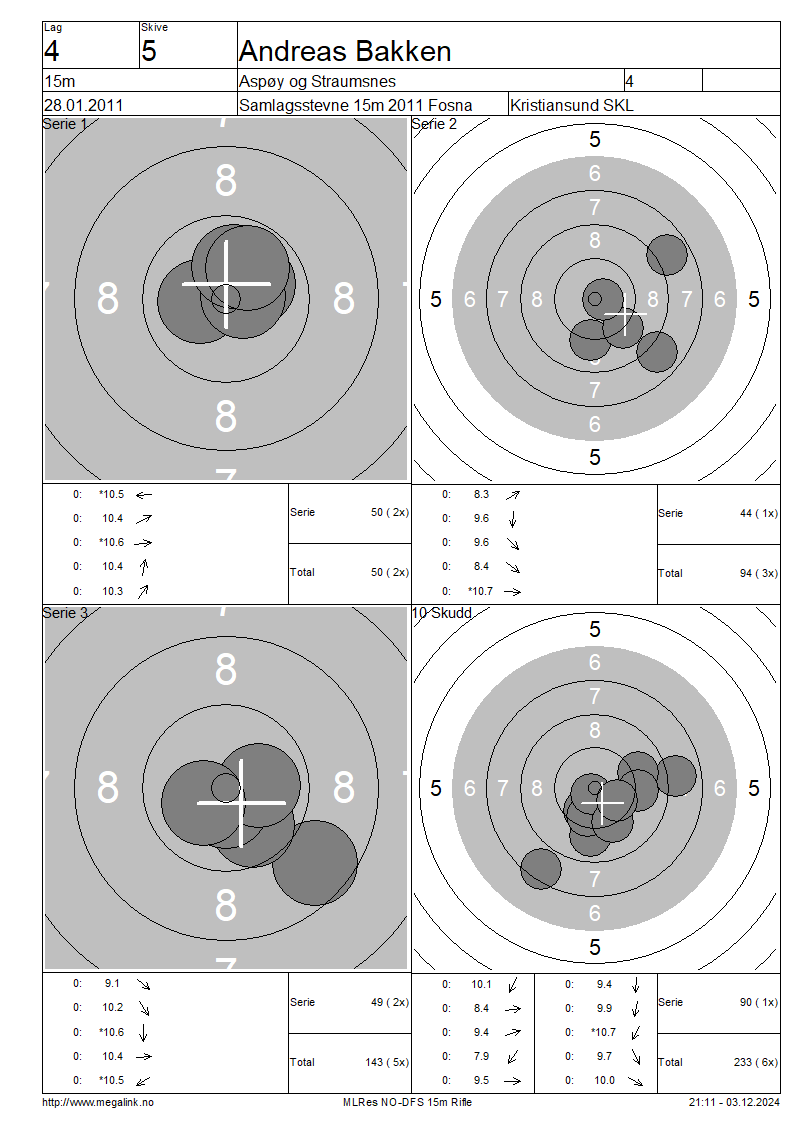 Lag
Skive
4
5
Andreas Bakken
15m
Aspøy og Straumsnes
4
28.01.2011
Samlagsstevne 15m 2011 Fosna
Kristiansund SKL
Serie 1
7
8
7
8
8
7
8
7
0: *10.5
0: 10.4
0: *10.6
0: 10.4
0: 10.3
Serie 50 ( 2x)
Total 50 ( 2x)
Serie 2
5
6
7
8
5 6 7 8 8 7 6 5
8
7
6
5
0: 8.3
0: 9.6
0: 9.6
0: 8.4
0: *10.7
Serie 44 ( 1x)
Total 94 ( 3x)
Serie 3
7
8
8
8
7
8
7
0: 9.1
0: 10.2
0: *10.6
0: 10.4
0: *10.5
Serie 49 ( 2x)
Total 143 ( 5x)
10 Skudd
5
6
7
8
5 6 7 8 6 5
7
6
5
0: 10.1
0: 8.4
0: 9.4
0: 7.9
0: 9.5
0: 9.4
0: 9.9
0: *10.7
0: 9.7
0: 10.0
Serie 90 ( 1x)
Total 233 ( 6x)
http://www.megalink.no
MLRes NO-DFS 15m Rifle
21:11 - 03.12.2024